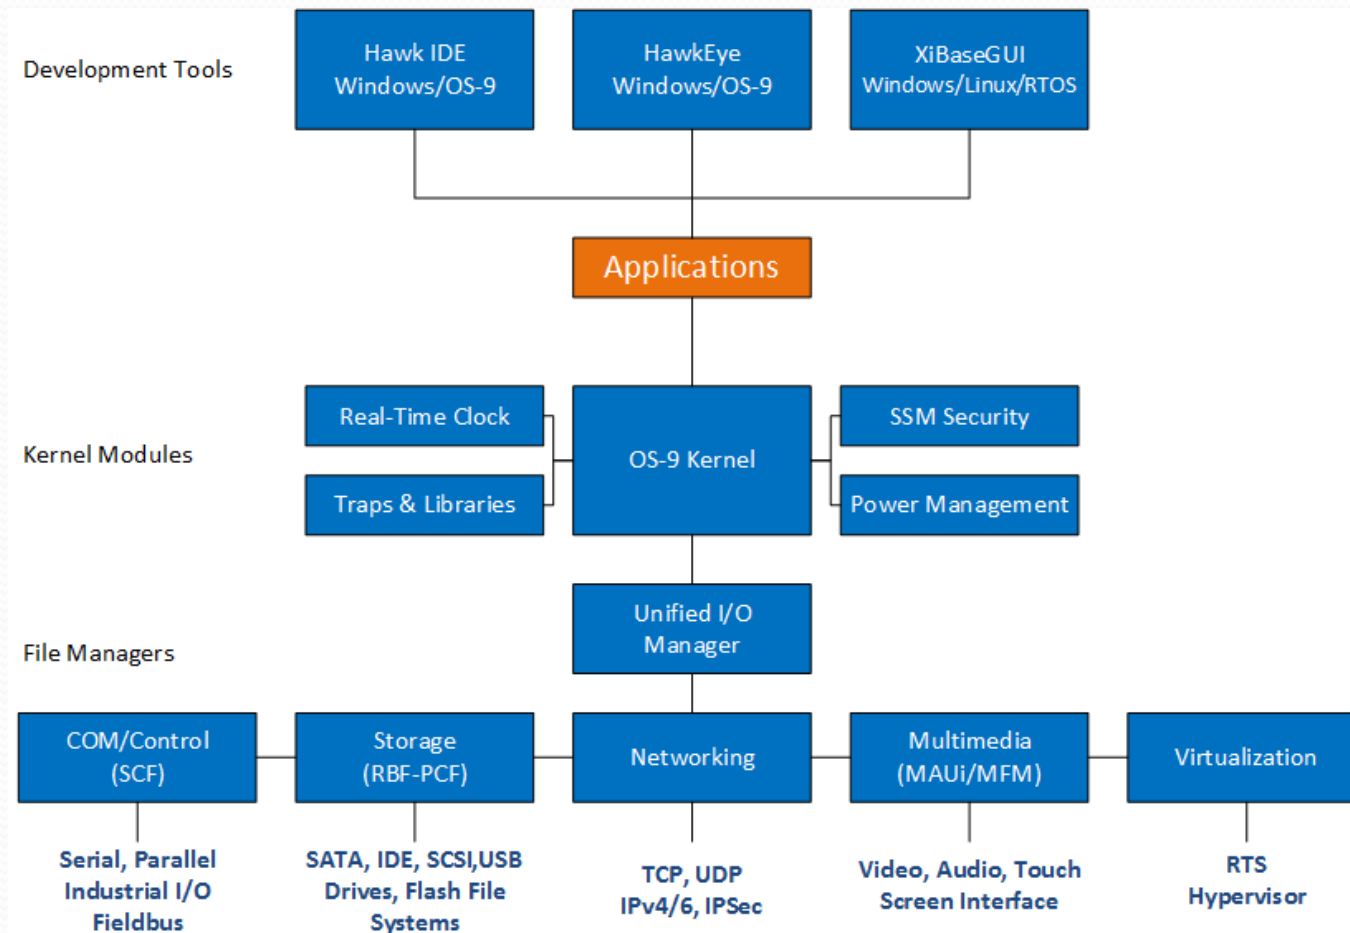 Development Tools
Hawk IDE
Windows/OS-9
HawkEye
Windows/OS-9
XiBaseGUI
Windows/Linux/RTOS
Applications
Kernel Modules
Real-Time Clock
Traps & Libraries
OS-9 Kernel
SSM Security
Power Management
File Managers
Unified I/O
Manager
COM/Control
(SCF)
Storage
(RBF-PCF)
Networking
Multimedia
(MAUi/MFM)
Virtualization
Serial, Parallel
Industrial I/O
Fieldbus
SATA, IDE, SCSI,USB
Drives, Flash File
Systems
TCP, UDP
IPv4/6, IPSec
Video, Audio, Touch
Screen Interface
RTS
Hypervisor